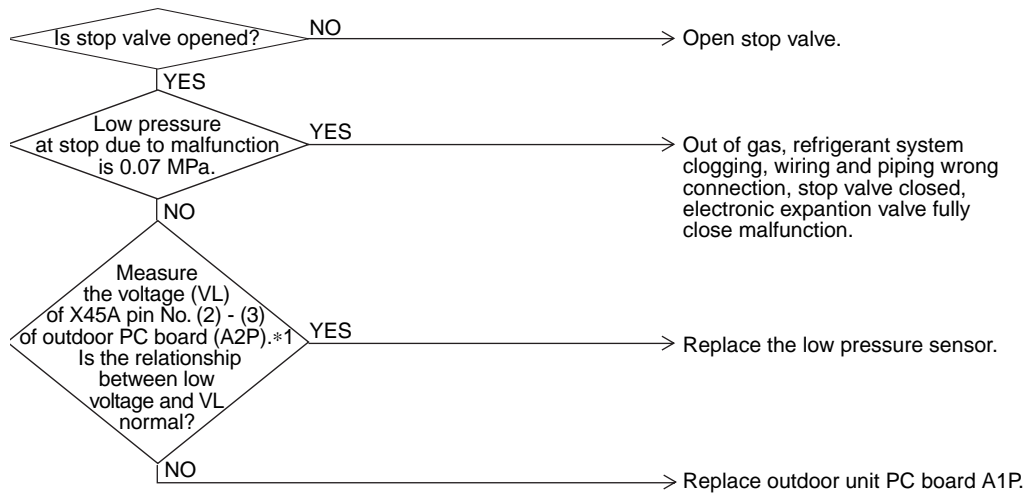 Is stop valve opened?
NO
Open stop valve.
YES
Low pressure
at stop due to malfunction
is 0.07 MPa.
YES
Out of gas, refrigerant system
clogging, wiring and piping wrong
connection, stop valve closed,
electronic expantion valve fully
close malfunction.
NO
Measure
the voltage (VL)
of X45A pin No. (2) - (3)
of outdoor PC board (A2P).*1
Is the relationship
between low
voltage and VL
normal?
YES
Replace the low pressure sensor.
NO
Replace outdoor unit PC board A1P.